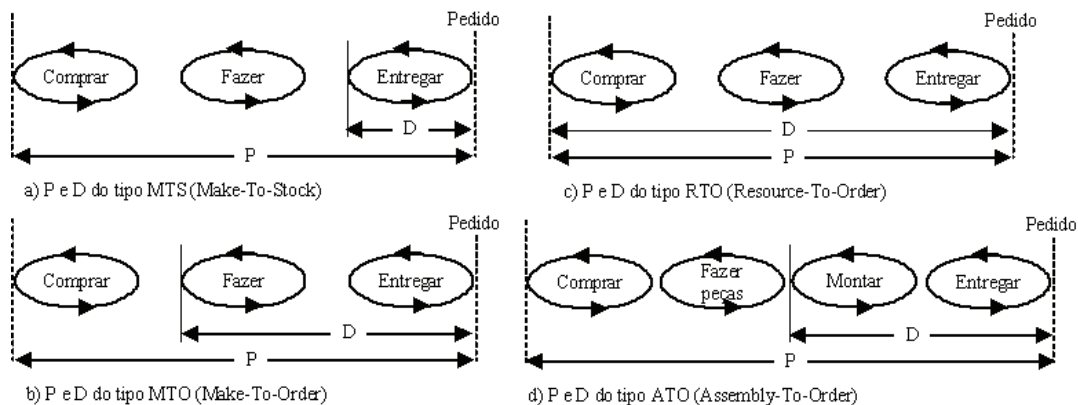 Pedido
Comprar
Fazer
Entregar
D
P
a) P e D do tipo MTS (Make-To-Stock)
Pedido
Comprar
Fazer
Entregar
D
P
c) P e D do tipo RTO (Resource-To-Order)
Pedido
Comprar
Fazer
Entregar
D
P
b) P e D do tipo MTO (Make-To-Order)
Pedido
Comprar
Fazer
peças
Montar
Entregar
D
P
d) P e D do tipo ATO (Assembly-To-Order)